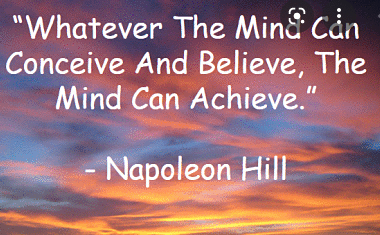 “Whatever The Mind Can
Conceive And Believe, The
Mind Can Achieve.”
- Napoleon Hill